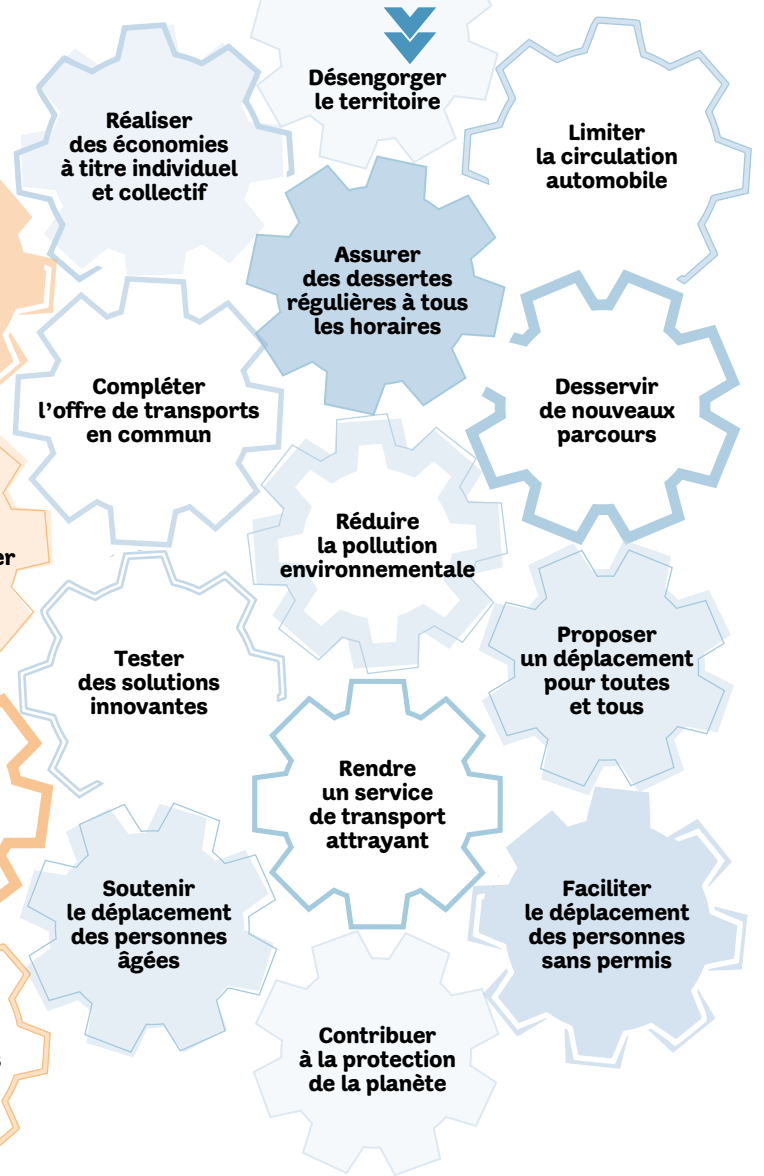 Désengorger
le territoire
Réaliser
des économies
à titre individuel
et collectif
Limiter
la circulation
automobile
Assurer
des dessertes
régulières à tous
les horaires
Compléter
l’offre de transports
en commun
Desservir
de nouveaux
parcours
Réduire
la pollution
environnementale
er
Tester
des solutions
innovantes
Proposer
un déplacement
pour toutes
et tous
Rendre
un service
de transport
attrayant
Soutenir
le déplacement
des personnes
âgées
Faciliter
le déplacement
des personnes
sans permis
Contribuer
à la protection
de la planète